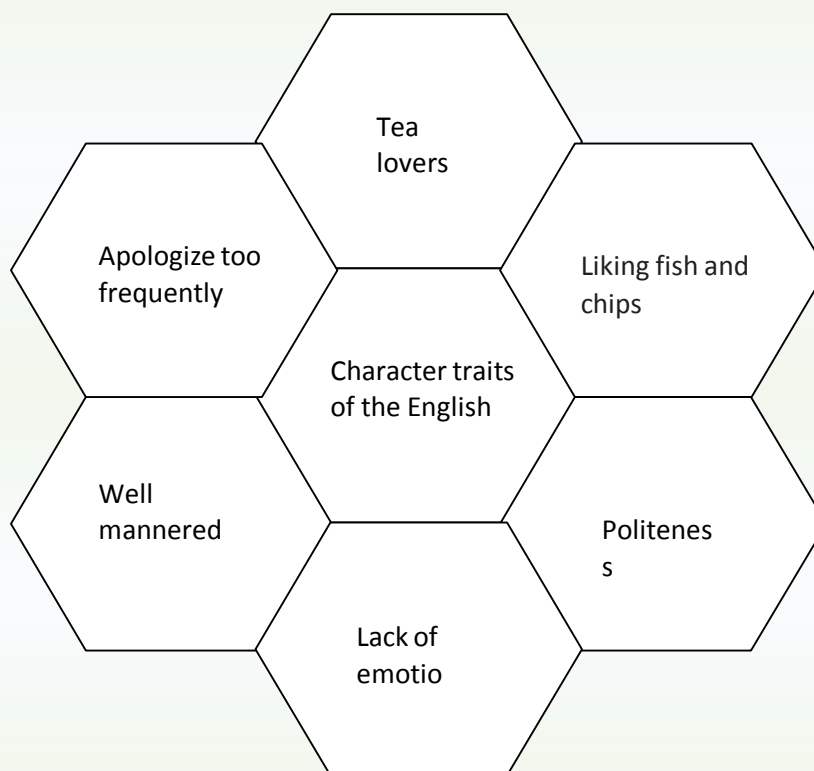 Tea
lovers
Apologize too
frequently
Liking fish and
chips
Character traits
of the English
Well
mannered
Politenes
s
Lack of
emotio